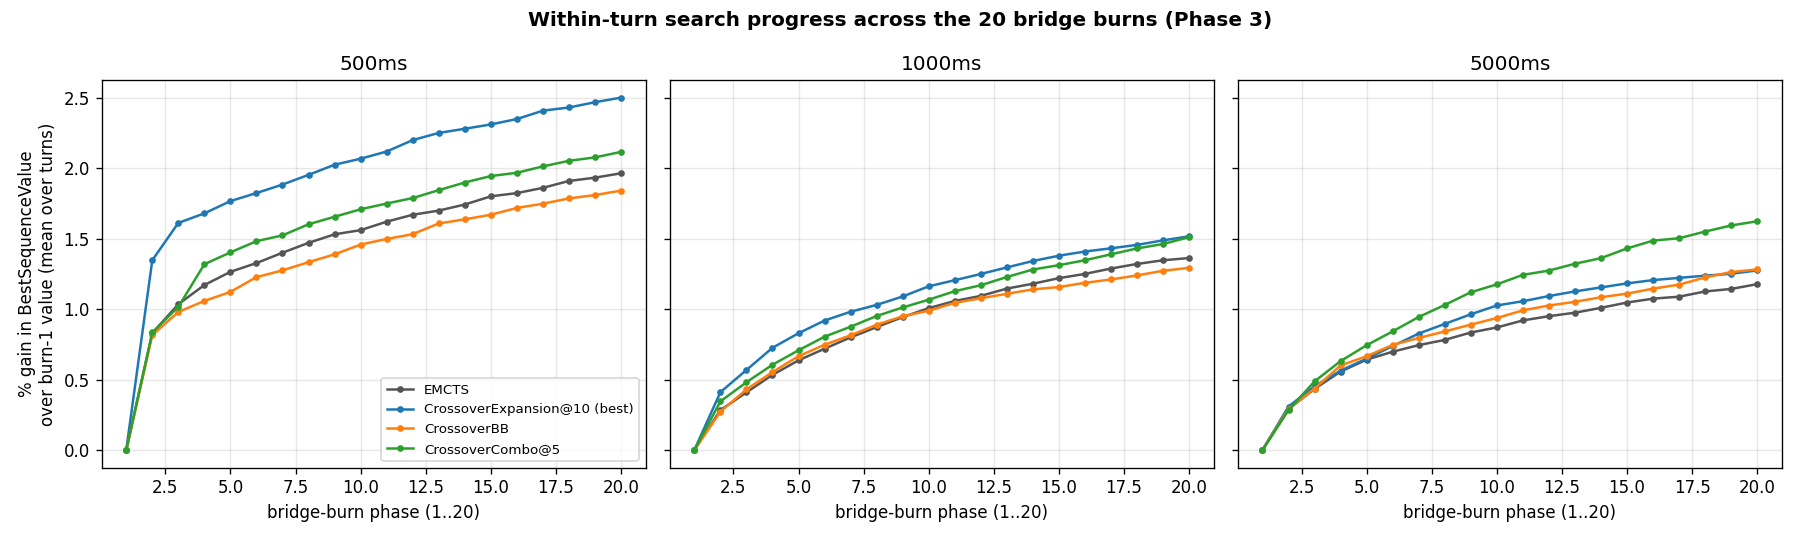 Within-turn search progress across the 20 bridge burns (Phase 3)
500ms
1000ms
5000ms
% gain in BestSequenceValue
over burn-1 value (mean over turns)
2.5
2.0
1.5
1.0
0.5
0.0
EMCTS
CrossoverExpansion@10 (best)
CrossoverBB
CrossoverCombo@5
2.5 5.0 7.5 10.0 12.5 15.0 17.5 20.0
2.5 5.0 7.5 10.0 12.5 15.0 17.5 20.0
2.5 5.0 7.5 10.0 12.5 15.0 17.5 20.0
bridge-burn phase (1..20)
bridge-burn phase (1..20)
bridge-burn phase (1..20)